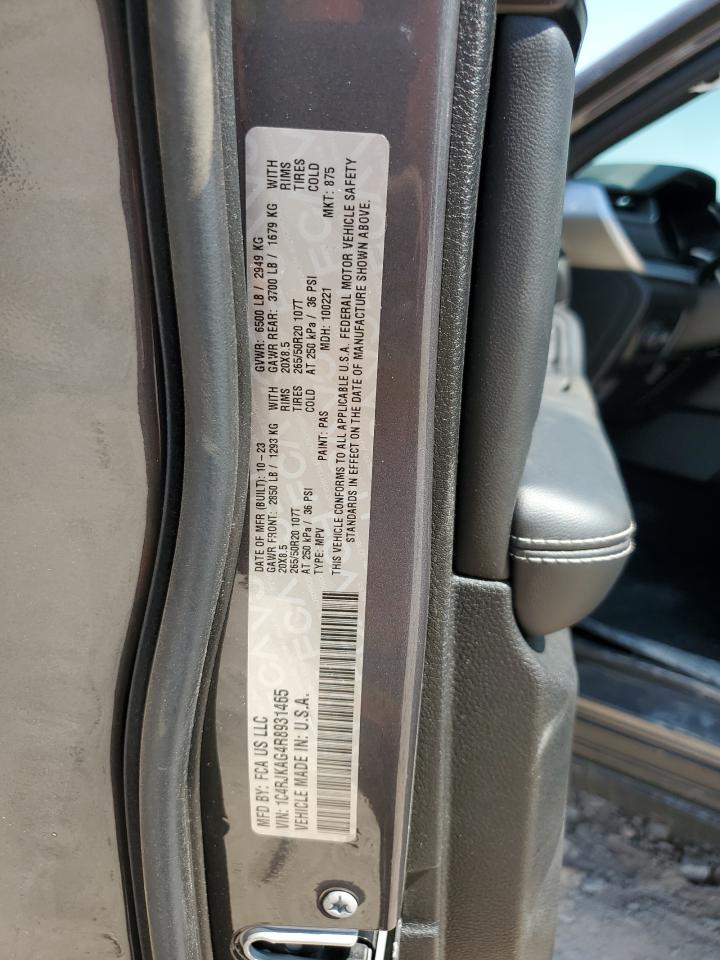 MFD BY: FCA US LLC
VIN: 1C4RJKAG4R8931465
VEHICLE MADE IN: U.S.A.
DATE OF MFR (BUILT): 10-23
GAWR FRONT: 2850 LB / 1293 KG WITH
20X8.5 RIMS
265/50R20 107T TIRES
AT 250 kPa / 36 PSI COLD
TYPE: MPV PAINT: PAS
GVWR: 6500 LB / 2949 KG
GAWR REAR: 3700 LB / 1679 KG WITH
20X8.5 RIMS
265/50R20 107T TIRES
AT 250 kPa / 36 PSI COLD
MDH: 100221 MKT: 875
THIS VEHICLE CONFORMS TO ALL APPLICABLE U.S.A. FEDERAL MOTOR VEHICLE SAFETY
STANDARDS IN EFFECT ON THE DATE OF MANUFACTURE SHOWN ABOVE.